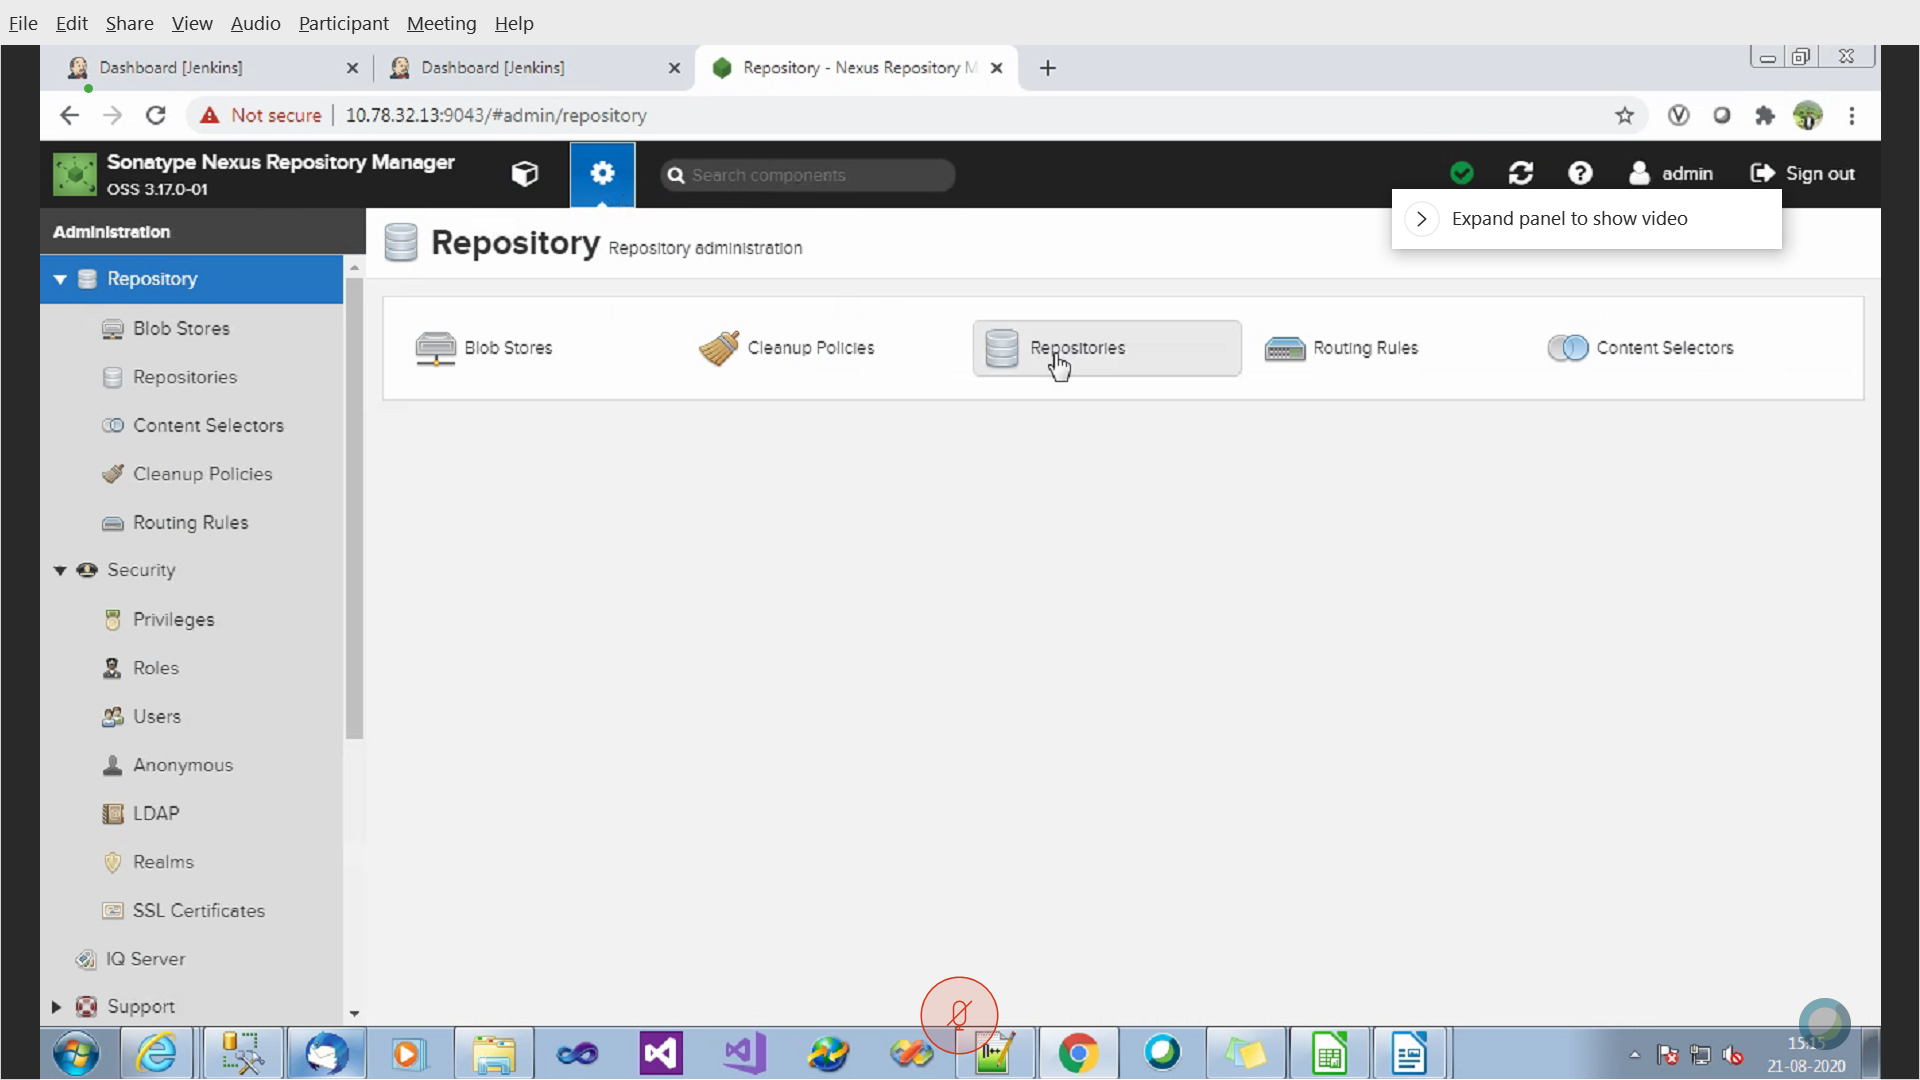 File Edit Share View Audio Participant Meeting Help
Dashboard [Jenkins] Dashboard [Jenkins] Repository - Nexus Repository M
Not secure 10.78.32.13:9043/#admin/repository
Sonatype Nexus Repository Manager
OSS 3.17.0-01
Search components
admin Sign out
Expand panel to show video
Administration
Repository Repository administration
Repository
Blob Stores
Repositories
Content Selectors
Cleanup Policies
Routing Rules
Security
Privileges
Roles
Users
Anonymous
LDAP
Realms
SSL Certificates
IQ Server
Support
Blob Stores Cleanup Policies Repositories Routing Rules Content Selectors
15:15
21-08-2020